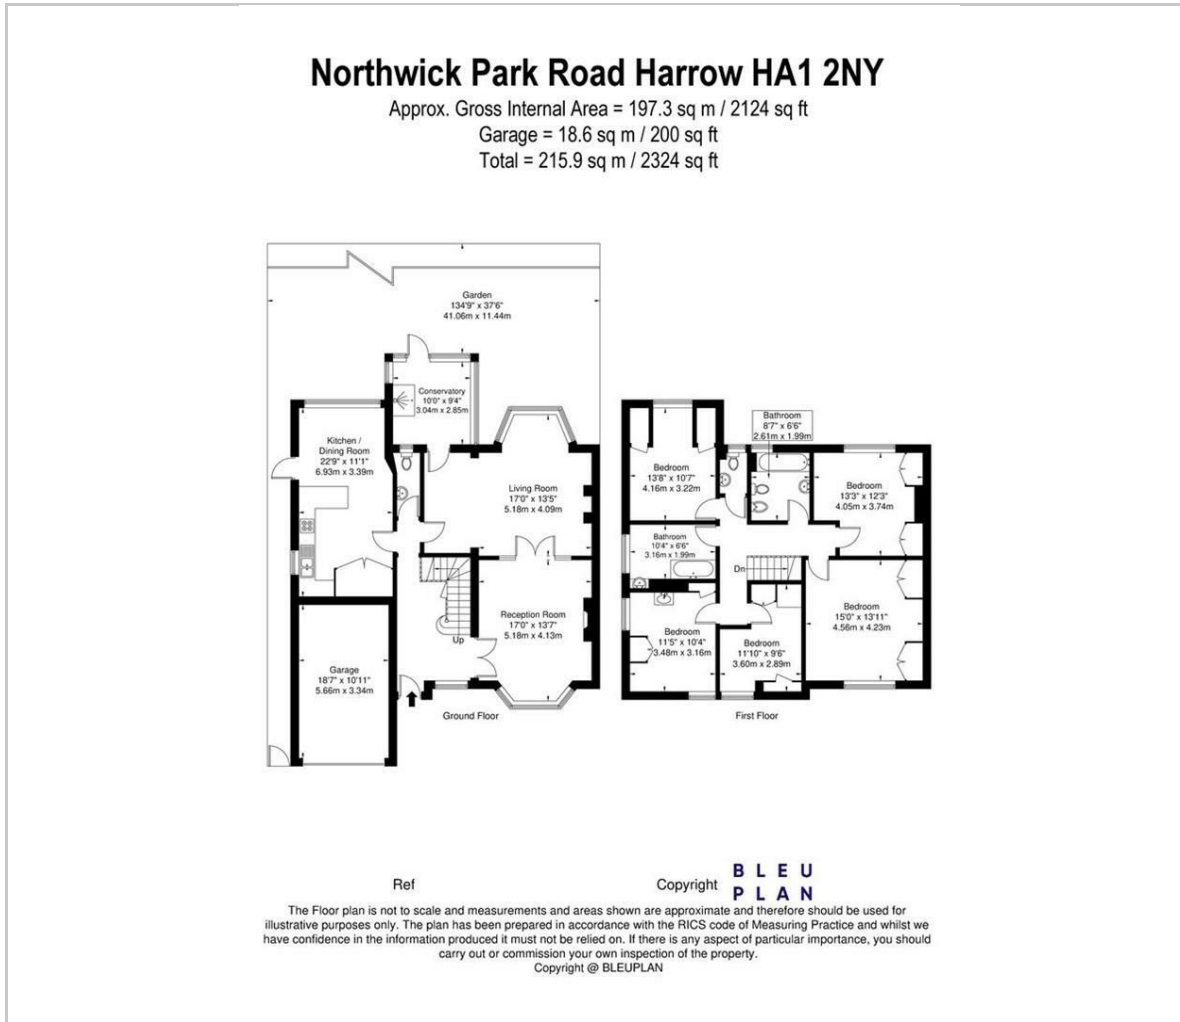 Northwick Park Road Harrow HA1 2NY
Approx. Gross Internal Area = 197.3 sq m / 2124 sq ft
Garage = 18.6 sq m / 200 sq ft
Total = 215.9 sq m / 2324 sq ft
Garden
134'9" x 37'6"
41.06m x 11.44m
Conservatory
10'0" x 9'4"
3.04m x 2.85m
Kitchen /
Dining Room
22'9" x 11'1"
6.93m x 3.39m
Living Room
17'0" x 13'5"
5.18m x 4.09m
Reception Room
17'0" x 13'7"
5.18m x 4.13m
Up
Garage
18'7" x 10'11"
5.66m x 3.34m
Ground Floor
Bathroom
8'7" x 6'6"
2.61m x 1.99m
Bedroom
13'8" x 10'7"
4.16m x 3.22m
Bedroom
13'3" x 12'3"
4.05m x 3.74m
Bathroom
10'4" x 6'6"
3.16m x 1.99m
Dn
Bedroom
15'0" x 13'11"
4.56m x 4.23m
Bedroom
11'5" x 10'4"
3.48m x 3.16m
Bedroom
11'10" x 9'6"
3.60m x 2.89m
First Floor
Ref
Copyright
BLEU
PLAN
The Floor plan is not to scale and measurements and areas shown are approximate and therefore should be used for
illustrative purposes only. The plan has been prepared in accordance with the RICS code of Measuring Practice and whilst we
have confidence in the information produced it must not be relied on. If there is any aspect of particular importance, you should
carry out or commission your own inspection of the property.
Copyright @ BLEUPLAN